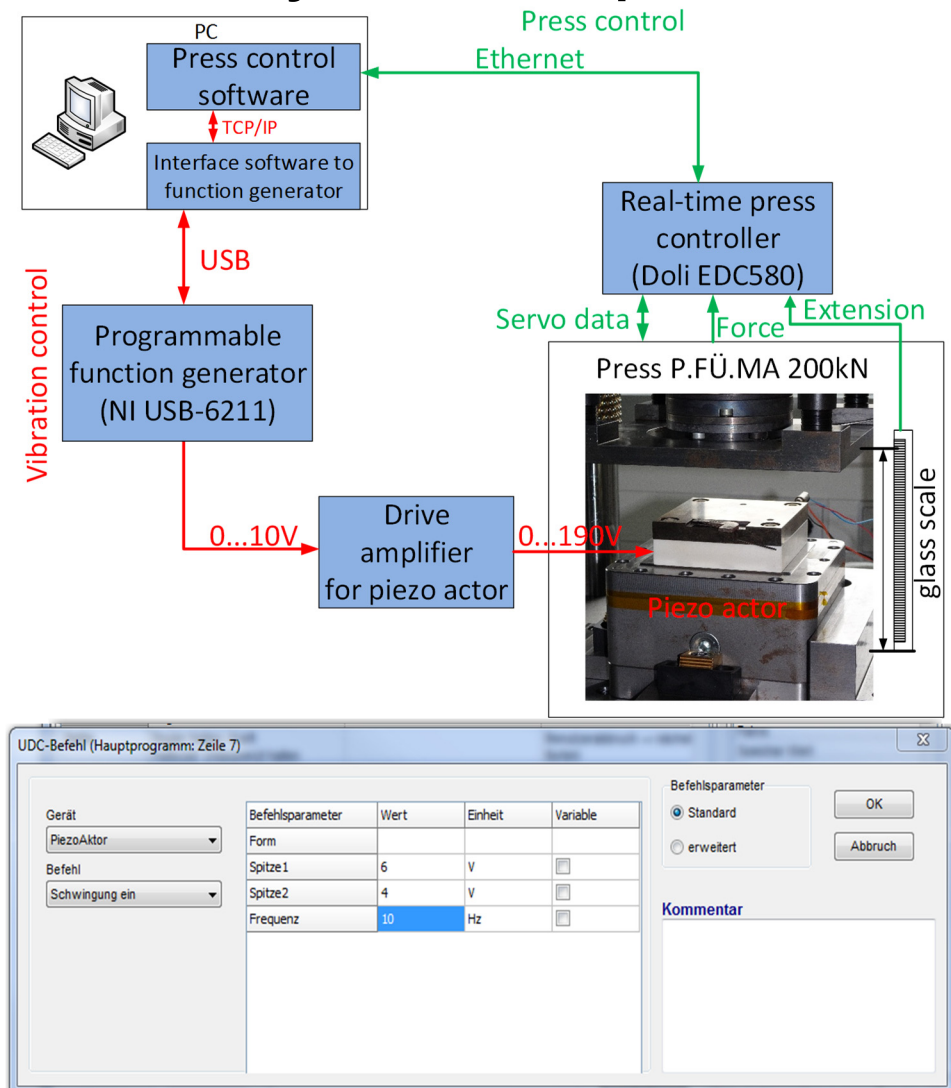 Press control
PC
Ethernet
Press control
software
TCP/IP
Interface software to
function generator
Real-time press
controller
(Doli EDC580)
USB
Vibration control
Programmable
function generator
(NI USB-6211)
Servo data
Force
Extension
Press P.FÜ.MA 200kN
glass scale
0...10V
Drive
amplifier
for piezo actor
0...190V
Piezo actor
UDC-Befehl (Hauptprogramm: Zeile 7)
Gerät
PiezoAktor
Befehl
Schwingung ein
Befehlsparameter Wert Einheit Variable
Form
Spitze1 6 V
Spitze2 4 V
Frequenz 10 Hz
Befehlsparameter
Standard
erweitert
OK
Abbruch
Kommentar